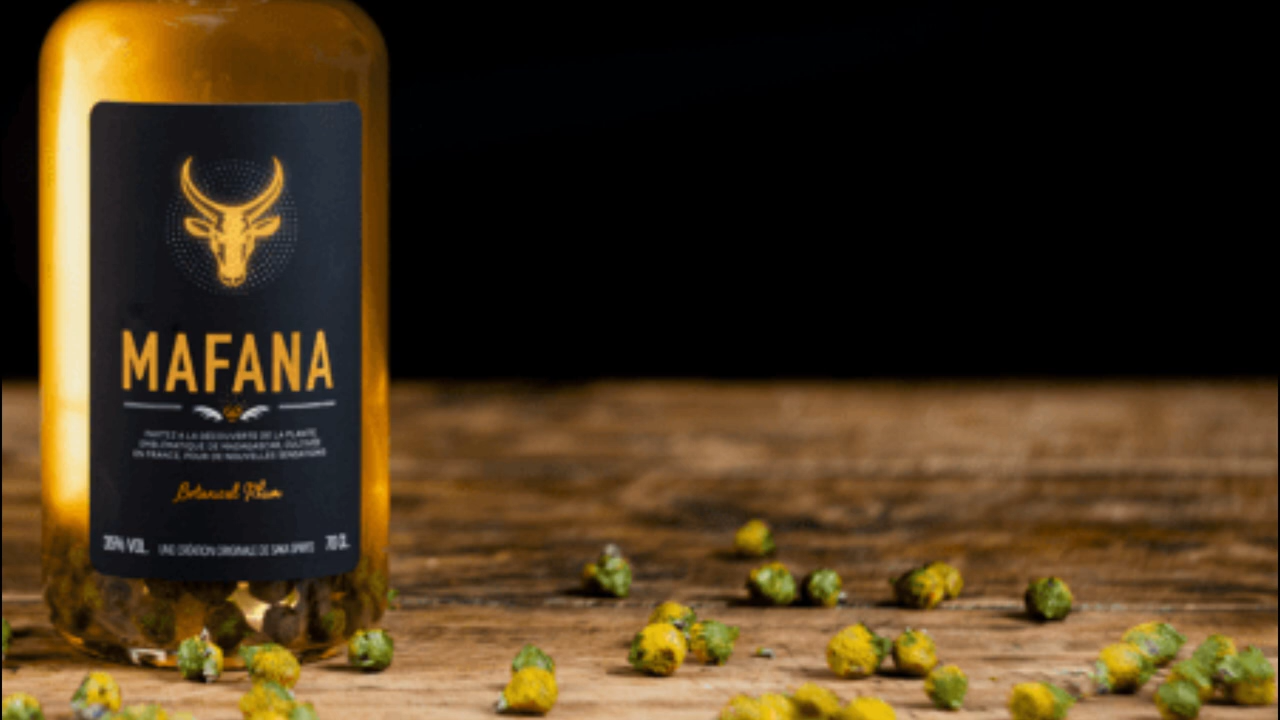 MAFANA
PARTEZ À LA DÉCOUVERTE DE LA PLANTE
EMBLÉMATIQUE DE MADAGASCAR, CULTIVÉE
EN FRANCE, POUR DE NOUVELLES SENSATIONS
Botanical Rhum
35% VOL. UNE CRÉATION ORIGINALE DE SAKA SPIRITS 70 CL.